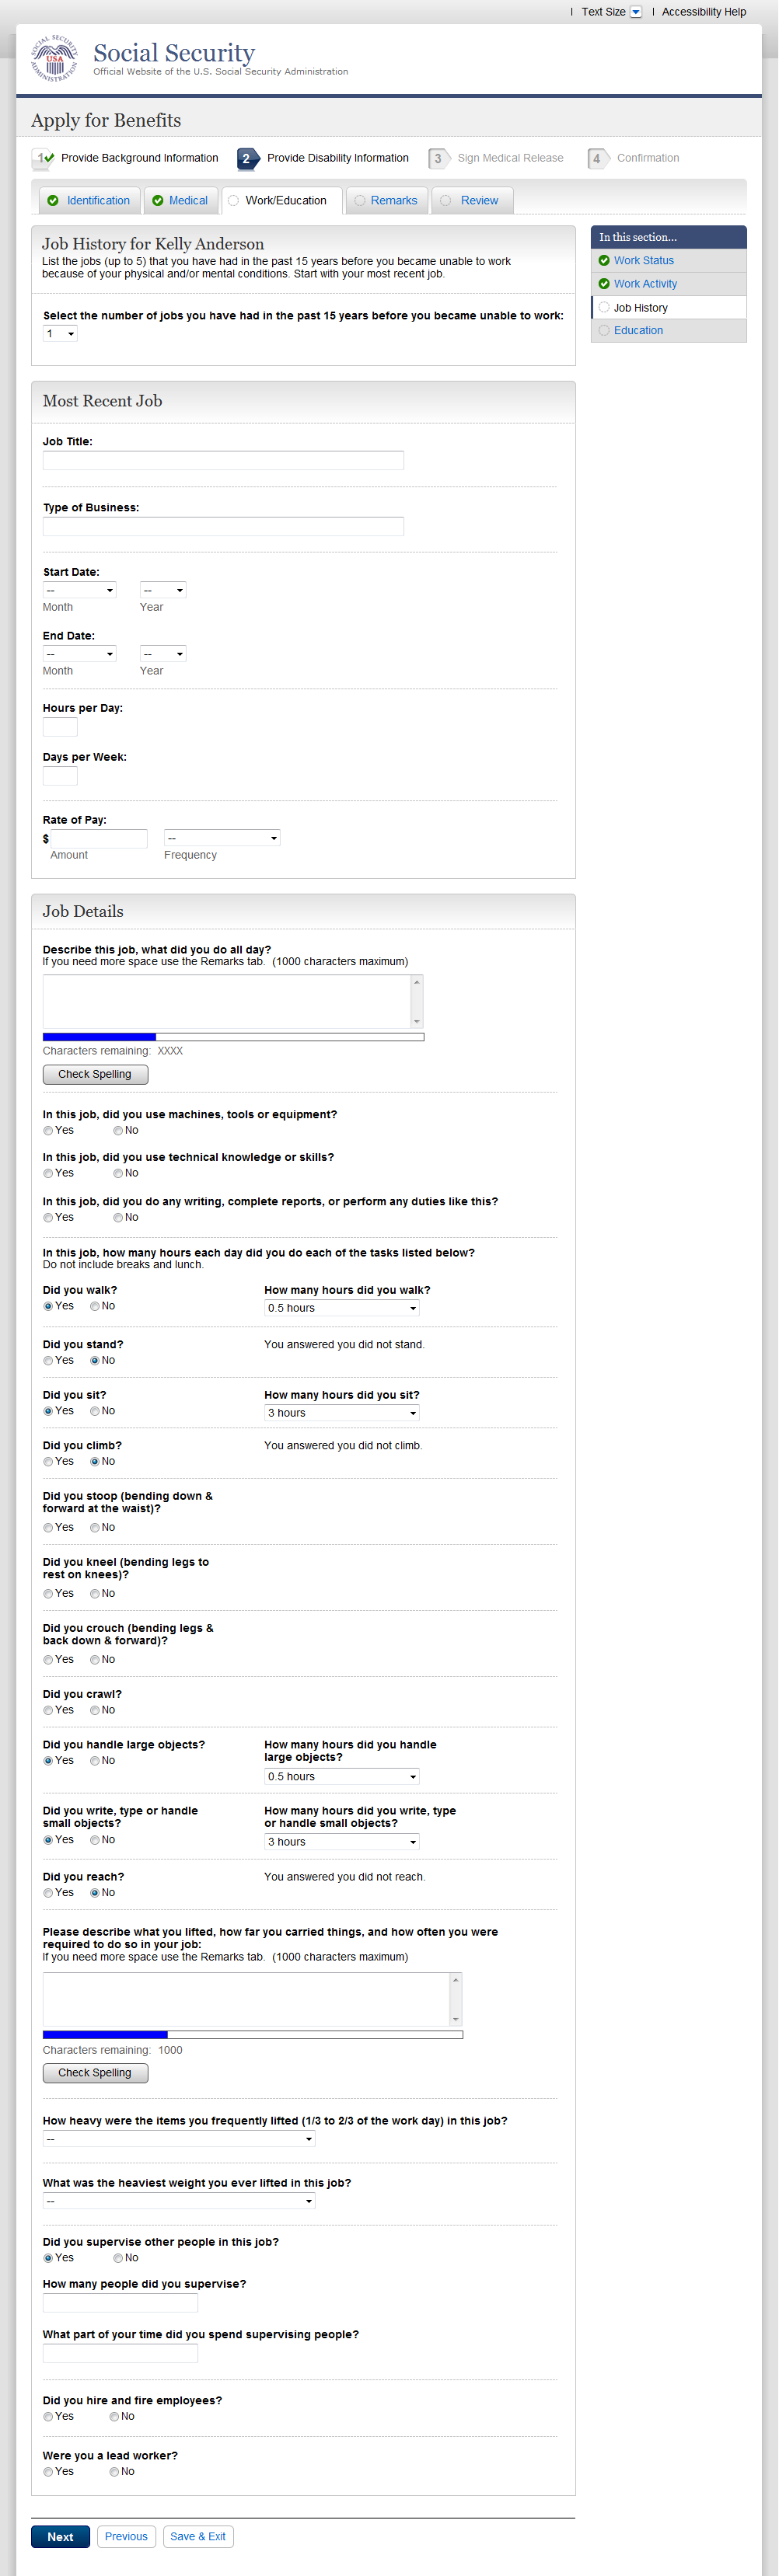 Text Size
Accessibility Help
SOCIAL SECURITY
USA
ADMINISTRATION
Social Security
Official Website of the U.S. Social Security Administration
Apply for Benefits
1 Provide Background Information
2 Provide Disability Information
3 Sign Medical Release
4 Confirmation
Identification
Medical
Work/Education
Remarks
Review
Job History for Kelly Anderson
List the jobs (up to 5) that you have had in the past 15 years before you became unable to work
because of your physical and/or mental conditions. Start with your most recent job.
Select the number of jobs you have had in the past 15 years before you became unable to work:
1
In this section...
Work Status
Work Activity
Job History
Education
Most Recent Job
Job Title:
Type of Business:
Start Date:
-- --
Month Year
End Date:
-- --
Month Year
Hours per Day:
Days per Week:
Rate of Pay:
$ --
Amount Frequency
Job Details
Describe this job, what did you do all day?
If you need more space use the Remarks tab. (1000 characters maximum)
Characters remaining: XXXX
Check Spelling
In this job, did you use machines, tools or equipment?
Yes No
In this job, did you use technical knowledge or skills?
Yes No
In this job, did you do any writing, complete reports, or perform any duties like this?
Yes No
In this job, how many hours each day did you do each of the tasks listed below?
Do not include breaks and lunch.
Did you walk? How many hours did you walk?
Yes No 0.5 hours
Did you stand? You answered you did not stand.
Yes No
Did you sit? How many hours did you sit?
Yes No 3 hours
Did you climb? You answered you did not climb.
Yes No
Did you stoop (bending down &
forward at the waist)?
Yes No
Did you kneel (bending legs to
rest on knees)?
Yes No
Did you crouch (bending legs &
back down & forward)?
Yes No
Did you crawl?
Yes No
Did you handle large objects? How many hours did you handle
large objects?
Yes No 0.5 hours
Did you write, type or handle How many hours did you write, type
small objects? or handle small objects?
Yes No 3 hours
Did you reach? You answered you did not reach.
Yes No
Please describe what you lifted, how far you carried things, and how often you were
required to do so in your job:
If you need more space use the Remarks tab. (1000 characters maximum)
Characters remaining: 1000
Check Spelling
How heavy were the items you frequently lifted (1/3 to 2/3 of the work day) in this job?
--
What was the heaviest weight you ever lifted in this job?
--
Did you supervise other people in this job?
Yes No
How many people did you supervise?
What part of your time did you spend supervising people?
Did you hire and fire employees?
Yes No
Were you a lead worker?
Yes No
Next Previous Save & Exit